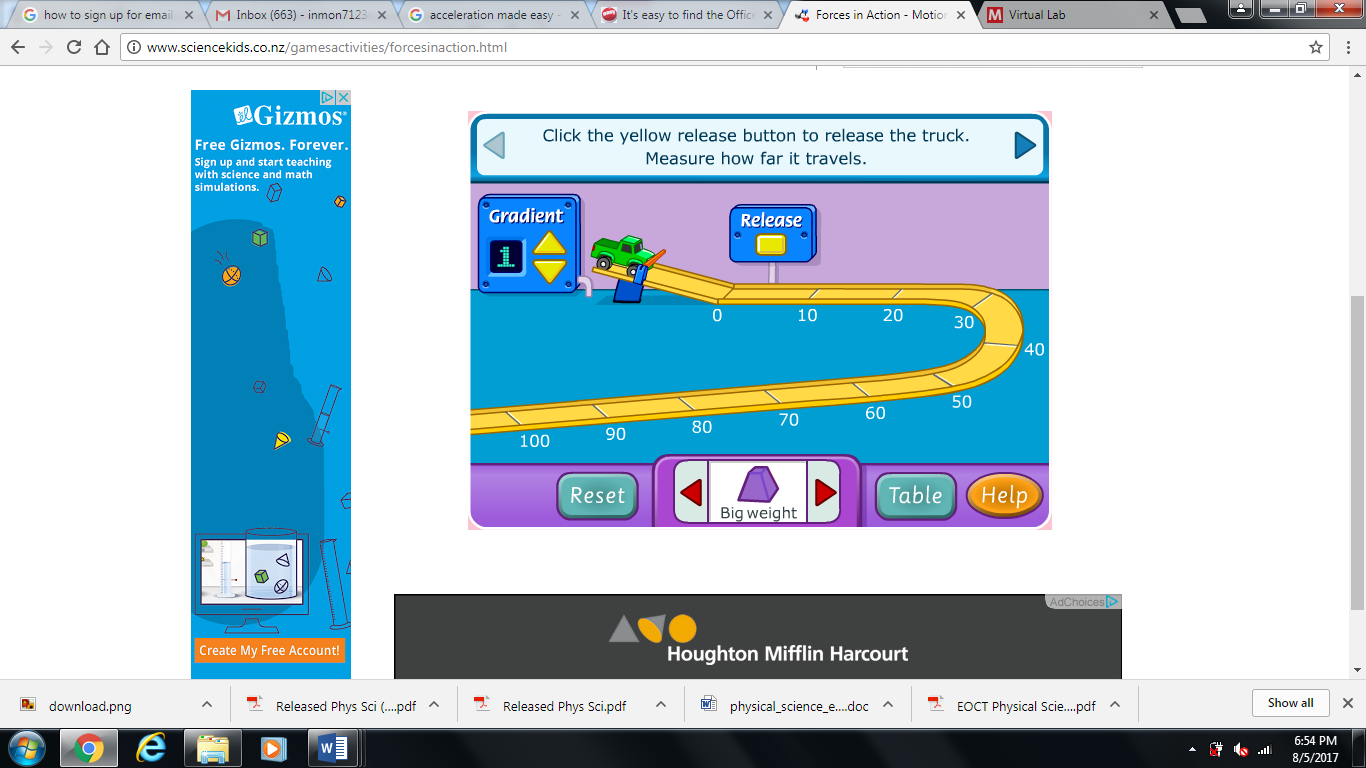 how to sign up for email
Inbox (663) - inmon7123
acceleration made easy -
It's easy to find the Offic
Forces in Action - Motion
Virtual Lab
www.sciencekids.co.nz/gamesactivities/forcesinaction.html
Gizmos
Free Gizmos. Forever.
Sign up and start teaching
with science and math
simulations.
Create My Free Account!
Click the yellow release button to release the truck.
Measure how far it travels.
Gradient
1
Release
0
10
20
30
40
50
60
70
80
90
100
Reset
Big weight
Table
Help
AdChoices
Houghton Mifflin Harcourt
download.png
Released Phys Sci (....pdf
Released Phys Sci.pdf
physical_science_e....doc
EOCT Physical Scie....pdf
Show all
6:54 PM
8/5/2017